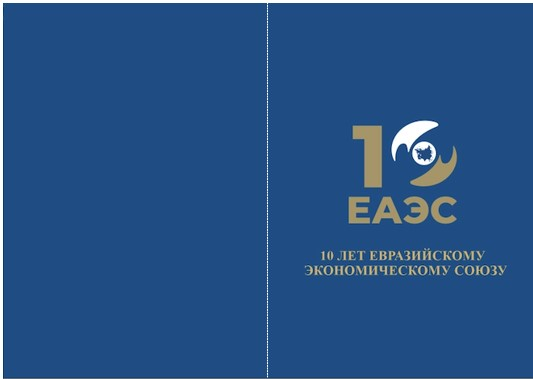 10
ЕАЭС
10 ЛЕТ ЕВРАЗИЙСКОМУ
ЭКОНОМИЧЕСКОМУ СОЮЗУ